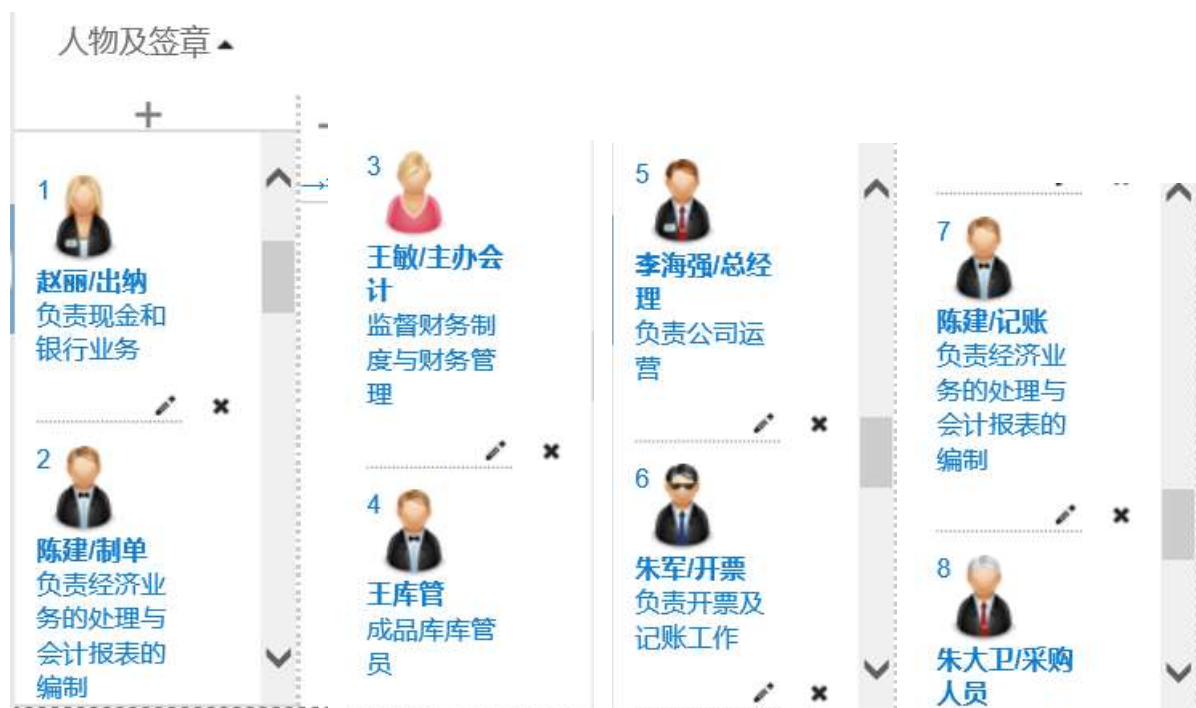 人物及签章
1
赵丽/出纳
负责现金和
银行业务
2
陈建/制单
负责经济业
务的处理与
会计报表的
编制
3
王敏/主办会
计
监督财务制
度与财务管
理
4
王库管
成品库库管
员
5
李海强/总经
理
负责公司运
营
6
朱军/开票
负责开票及
记账工作
7
陈建/记账
负责经济业
务的处理与
会计报表的
编制
8
朱大卫/采购
人员